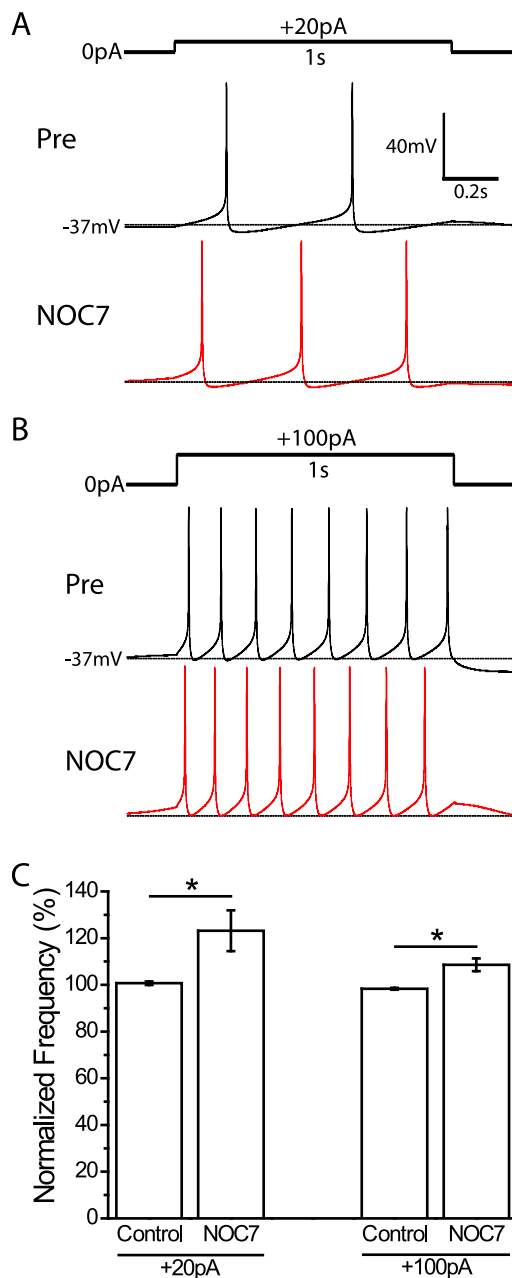 A
+20pA
0pA
1s
Pre
40mV
0.2s
-37mV
NOC7
B
+100pA
0pA
1s
Pre
-37mV
NOC7
C
Normalized Frequency (%)
140
120
100
80
60
40
20
0
*
*
Control NOC7 Control NOC7
+20pA +100pA